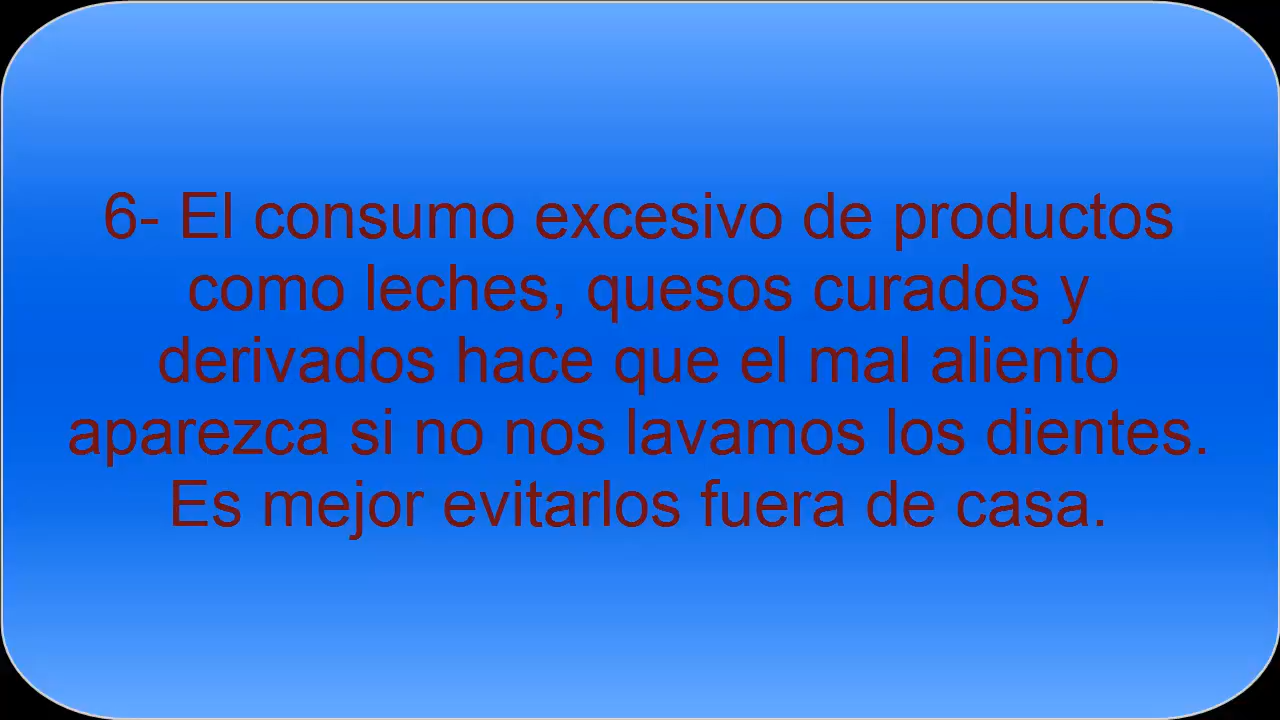 6- El consumo excesivo de productos
como leches, quesos curados y
derivados hace que el mal aliento
aparezca si no nos lavamos los dientes.
Es mejor evitarlos fuera de casa.